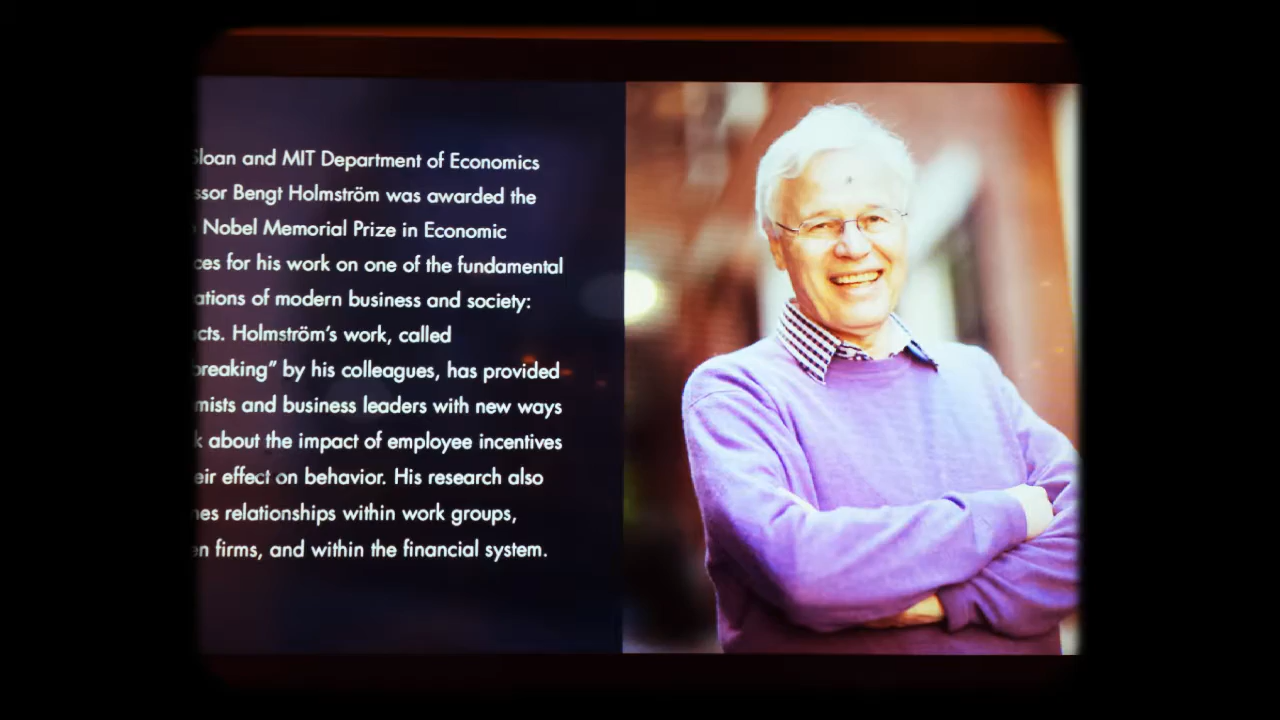 Sloan and MIT Department of Economics
ssor Bengt Holmström was awarded the
Nobel Memorial Prize in Economic
ces for his work on one of the fundamental
ations of modern business and society:
cts. Holmström's work, called
breaking" by his colleagues, has provided
mists and business leaders with new ways
k about the impact of employee incentives
eir effect on behavior. His research also
nes relationships within work groups,
en firms, and within the financial system.